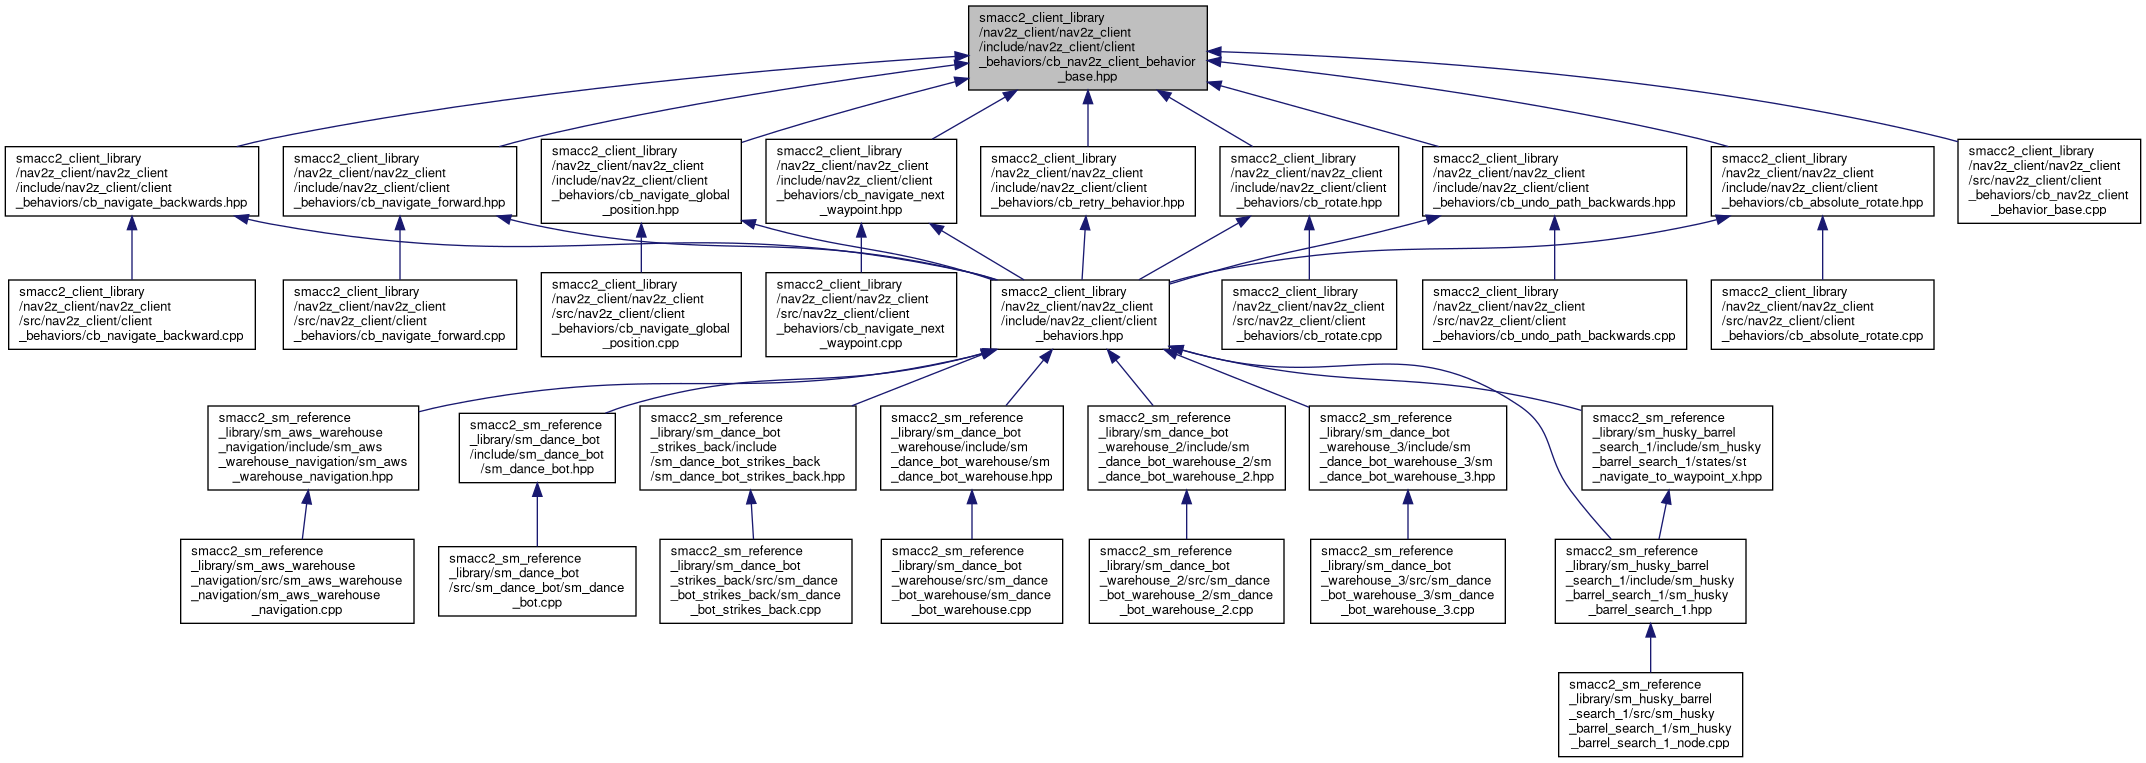 smacc2_client_library
/nav2z_client/nav2z_client
/include/nav2z_client/client
_behaviors/cb_nav2z_client_behavior
_base.hpp
smacc2_client_library
/nav2z_client/nav2z_client
/include/nav2z_client/client
_behaviors/cb_navigate_backwards.hpp
smacc2_client_library
/nav2z_client/nav2z_client
/include/nav2z_client/client
_behaviors/cb_navigate_forward.hpp
smacc2_client_library
/nav2z_client/nav2z_client
/include/nav2z_client/client
_behaviors/cb_navigate_global
_position.hpp
smacc2_client_library
/nav2z_client/nav2z_client
/include/nav2z_client/client
_behaviors/cb_navigate_next
_waypoint.hpp
smacc2_client_library
/nav2z_client/nav2z_client
/include/nav2z_client/client
_behaviors/cb_retry_behavior.hpp
smacc2_client_library
/nav2z_client/nav2z_client
/include/nav2z_client/client
_behaviors/cb_rotate.hpp
smacc2_client_library
/nav2z_client/nav2z_client
/include/nav2z_client/client
_behaviors/cb_undo_path_backwards.hpp
smacc2_client_library
/nav2z_client/nav2z_client
/include/nav2z_client/client
_behaviors/cb_absolute_rotate.hpp
smacc2_client_library
/nav2z_client/nav2z_client
/src/nav2z_client/client
_behaviors/cb_nav2z_client
_behavior_base.cpp
smacc2_client_library
/nav2z_client/nav2z_client
/src/nav2z_client/client
_behaviors/cb_navigate_backward.cpp
smacc2_client_library
/nav2z_client/nav2z_client
/src/nav2z_client/client
_behaviors/cb_navigate_forward.cpp
smacc2_client_library
/nav2z_client/nav2z_client
/src/nav2z_client/client
_behaviors/cb_navigate_global
_position.cpp
smacc2_client_library
/nav2z_client/nav2z_client
/src/nav2z_client/client
_behaviors/cb_navigate_next
_waypoint.cpp
smacc2_client_library
/nav2z_client/nav2z_client
/include/nav2z_client/client
_behaviors.hpp
smacc2_client_library
/nav2z_client/nav2z_client
/src/nav2z_client/client
_behaviors/cb_rotate.cpp
smacc2_client_library
/nav2z_client/nav2z_client
/src/nav2z_client/client
_behaviors/cb_undo_path_backwards.cpp
smacc2_client_library
/nav2z_client/nav2z_client
/src/nav2z_client/client
_behaviors/cb_absolute_rotate.cpp
smacc2_sm_reference
_library/sm_aws_warehouse
_navigation/include/sm_aws
_warehouse_navigation/sm_aws
_warehouse_navigation.hpp
smacc2_sm_reference
_library/sm_dance_bot
/include/sm_dance_bot
/sm_dance_bot.hpp
smacc2_sm_reference
_library/sm_dance_bot
_strikes_back/include
/sm_dance_bot_strikes_back
/sm_dance_bot_strikes_back.hpp
smacc2_sm_reference
_library/sm_dance_bot
_warehouse/include/sm
_dance_bot_warehouse/sm
_dance_bot_warehouse.hpp
smacc2_sm_reference
_library/sm_dance_bot
_warehouse_2/include/sm
_dance_bot_warehouse_2/sm
_dance_bot_warehouse_2.hpp
smacc2_sm_reference
_library/sm_dance_bot
_warehouse_3/include/sm
_dance_bot_warehouse_3/sm
_dance_bot_warehouse_3.hpp
smacc2_sm_reference
_library/sm_husky_barrel
_search_1/include/sm_husky
_barrel_search_1/states/st
_navigate_to_waypoint_x.hpp
smacc2_sm_reference
_library/sm_aws_warehouse
_navigation/src/sm_aws_warehouse
_navigation/sm_aws_warehouse
_navigation.cpp
smacc2_sm_reference
_library/sm_dance_bot
/src/sm_dance_bot/sm_dance
_bot.cpp
smacc2_sm_reference
_library/sm_dance_bot
_strikes_back/src/sm_dance
_bot_strikes_back/sm_dance
_bot_strikes_back.cpp
smacc2_sm_reference
_library/sm_dance_bot
_warehouse/src/sm_dance
_bot_warehouse/sm_dance
_bot_warehouse.cpp
smacc2_sm_reference
_library/sm_dance_bot
_warehouse_2/src/sm_dance
_bot_warehouse_2/sm_dance
_bot_warehouse_2.cpp
smacc2_sm_reference
_library/sm_dance_bot
_warehouse_3/src/sm_dance
_bot_warehouse_3/sm_dance
_bot_warehouse_3.cpp
smacc2_sm_reference
_library/sm_husky_barrel
_search_1/include/sm_husky
_barrel_search_1/sm_husky
_barrel_search_1.hpp
smacc2_sm_reference
_library/sm_husky_barrel
_search_1/src/sm_husky
_barrel_search_1/sm_husky
_barrel_search_1_node.cpp